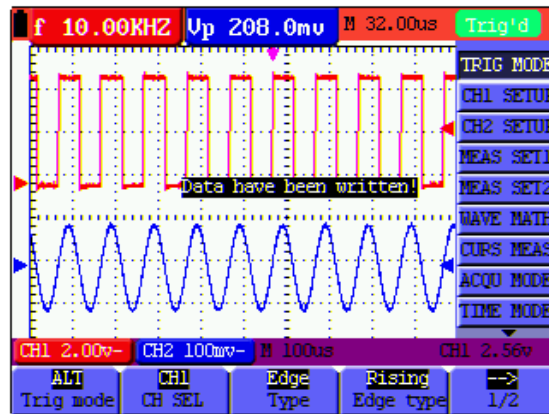 f 10.00KHZ Vp 208.0mv M 32.00us Trig'd
TRIG MODE
CH1 SETUP
CH2 SETUP
MEAS SET1
MEAS SET2
Data have been written!
WAVE MATH
CURS MEAS
ACQU MODE
TIME MODE
CH1 2.00v- CH2 100mv- M 100us CH1 2.56v
ALT CH1 Edge Rising -->
Trig mode CH SEL Type Edge type 1/2